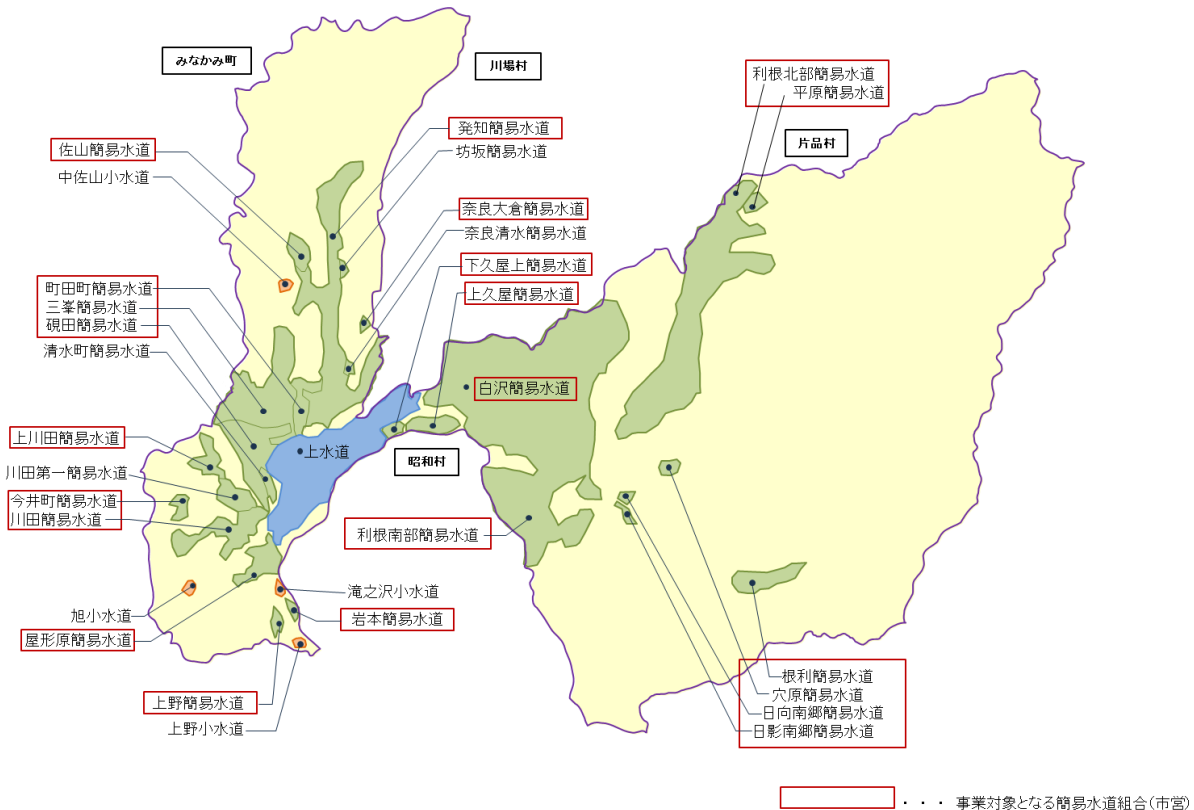 みなかみ町
川場村
利根北部簡易水道
平原簡易水道
片品村
発知簡易水道
坊坂簡易水道
佐山簡易水道
中佐山小水道
奈良大倉簡易水道
奈良清水簡易水道
下久屋上簡易水道
上久屋簡易水道
町田町簡易水道
三峯簡易水道
硯田簡易水道
清水町簡易水道
白沢簡易水道
上川田簡易水道
上水道
昭和村
川田第一簡易水道
今井町簡易水道
川田簡易水道
利根南部簡易水道
滝之沢小水道
旭小水道
岩本簡易水道
屋形原簡易水道
上野簡易水道
上野小水道
根利簡易水道
穴原簡易水道
日向南郷簡易水道
日影南郷簡易水道
・・・ 事業対象となる簡易水道組合(市営)